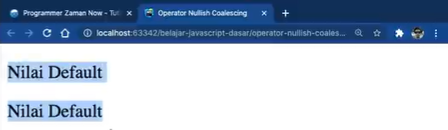 Programmer Zaman Now - Tut
Operator Nullish Coalescing
localhost:63342/belajar-javascript-dasar/operator-nullish-coales...
Nilai Default
Nilai Default